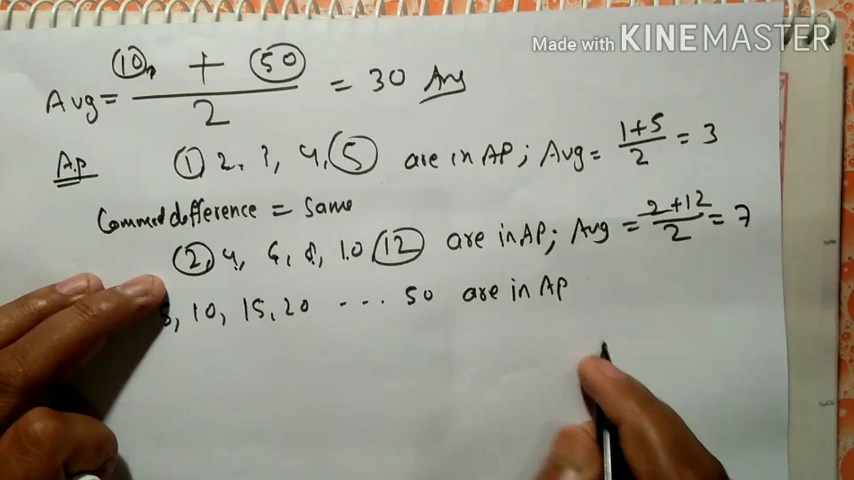 Made with KINEMASTER
Avg = 10, + 50 / 2 = 30 Ans
A.P 1, 2, 3, 4, 5 are in AP; Avg = 1+5 / 2 = 3
Common difference = Same
2, 4, 6, 8, 10 12 are in AP; Avg = 2+12 / 2 = 7
5, 10, 15, 20 --- 50 are in AP